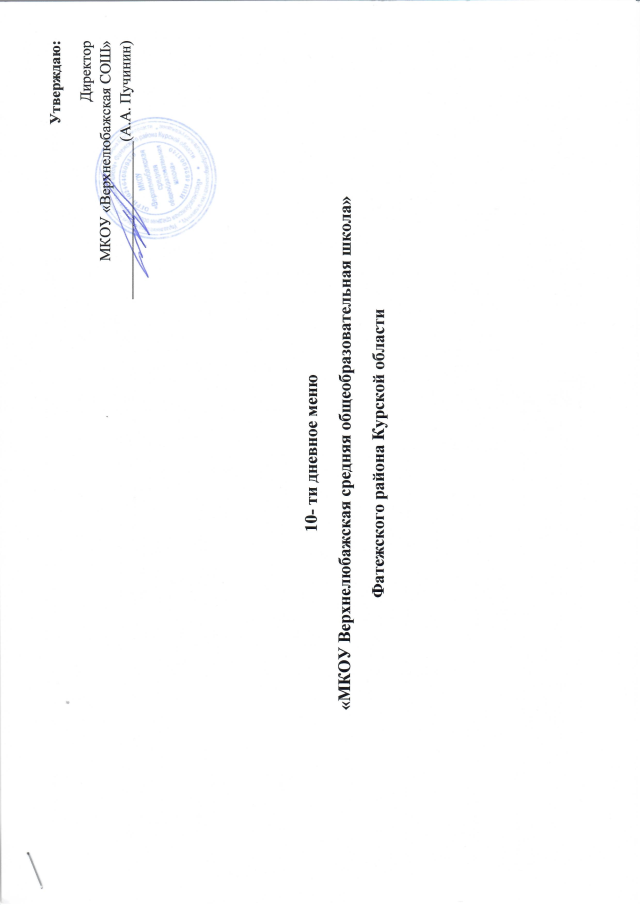 Утверждаю:
Директор
МКОУ «Верхнелюбажская СОШ»
(А.А. Пучинин)
10- ти дневное меню
«МКОУ Верхнелюбажская средняя общеобразовательная школа»
Фатежского района Курской области